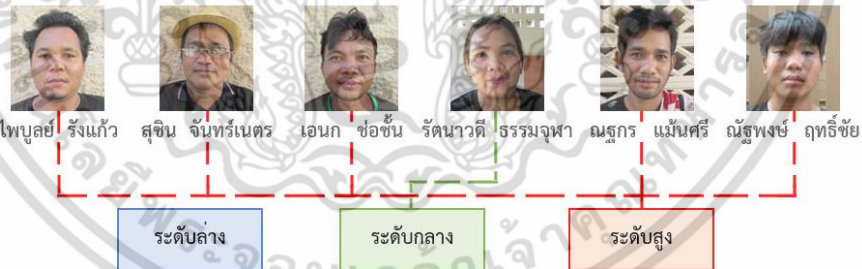 ไพบูลย์ รังแก้ว สุชิน จันทร์เนตร เอนก ช่อชั้น รัตนาวดี ธรรมจุฬา ณฐกร แม้นศรี ณัฐพงษ์ ฤทธิ์ชัย
ระดับล่าง ระดับกลาง ระดับสูง